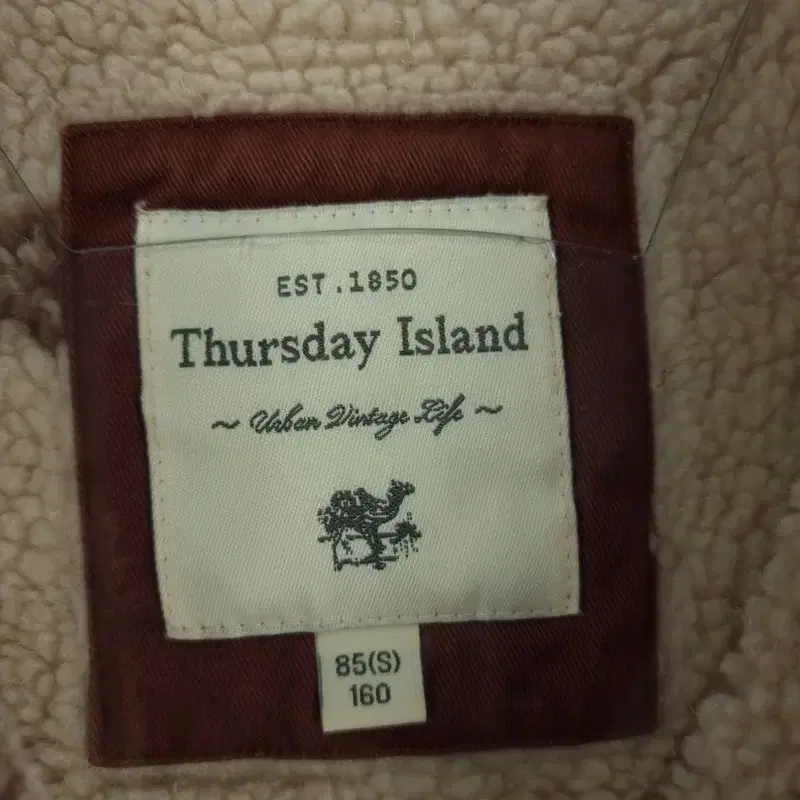 EST.1850
Thursday Island
~ Urban Vintage Life ~
85(S)
160